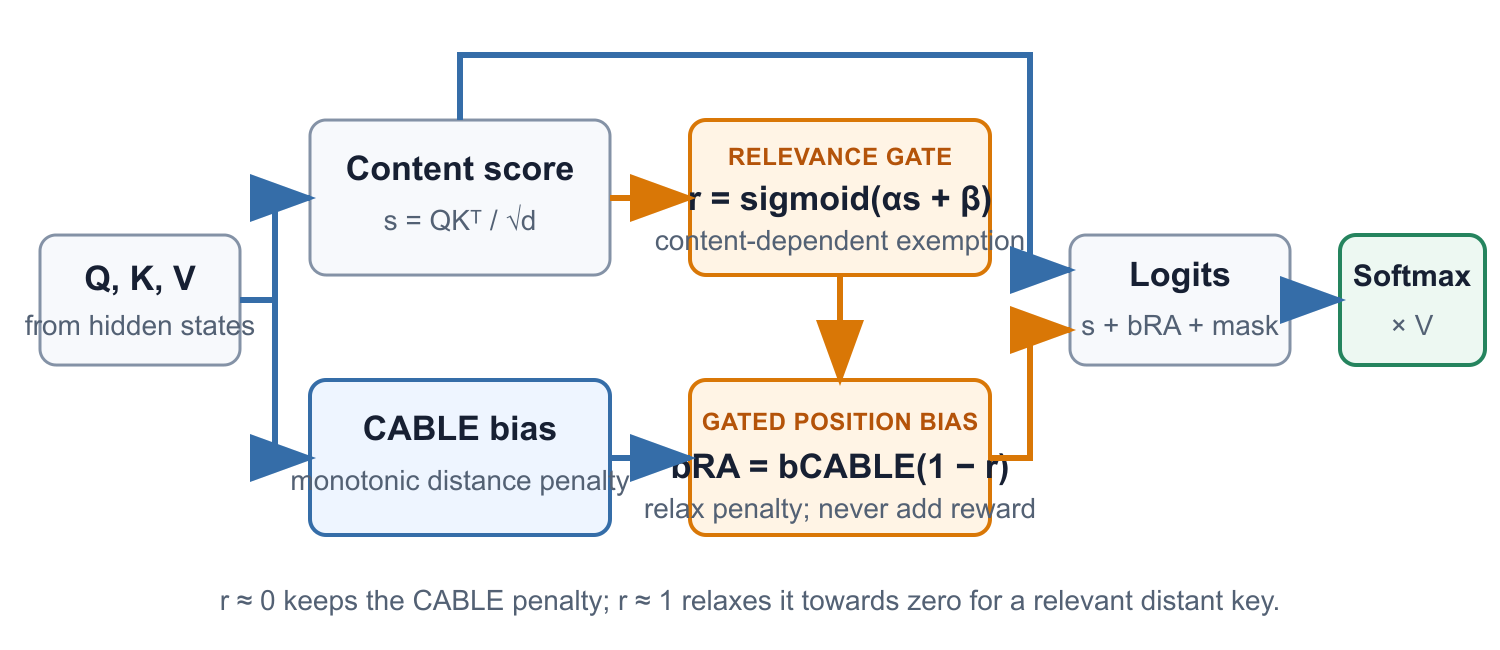 Q, K, V
from hidden states
Content score
s = QKᵀ / √d
CABLE bias
monotonic distance penalty
RELEVANCE GATE
r = sigmoid(αs + β)
content-dependent exemption
GATED POSITION BIAS
bRA = bCABLE(1 − r)
relax penalty; never add reward
Logits
s + bRA + mask
Softmax
× V
r ≈ 0 keeps the CABLE penalty; r ≈ 1 relaxes it towards zero for a relevant distant key.